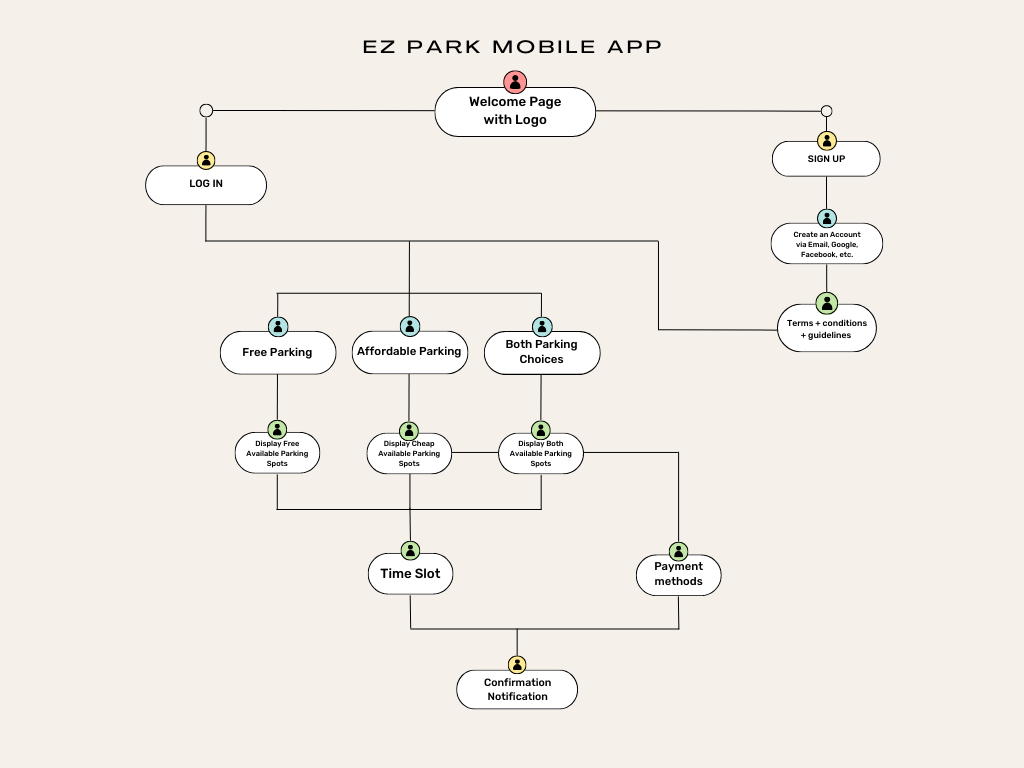 EZ PARK MOBILE APP
Welcome Page
with Logo
LOG IN
SIGN UP
Create an Account
via Email, Google,
Facebook, etc.
Terms + conditions
+ guidelines
Free Parking
Affordable Parking
Both Parking
Choices
Display Free
Available Parking
Spots
Display Cheap
Available Parking
Spots
Display Both
Available Parking
Spots
Time Slot
Payment
methods
Confirmation
Notification